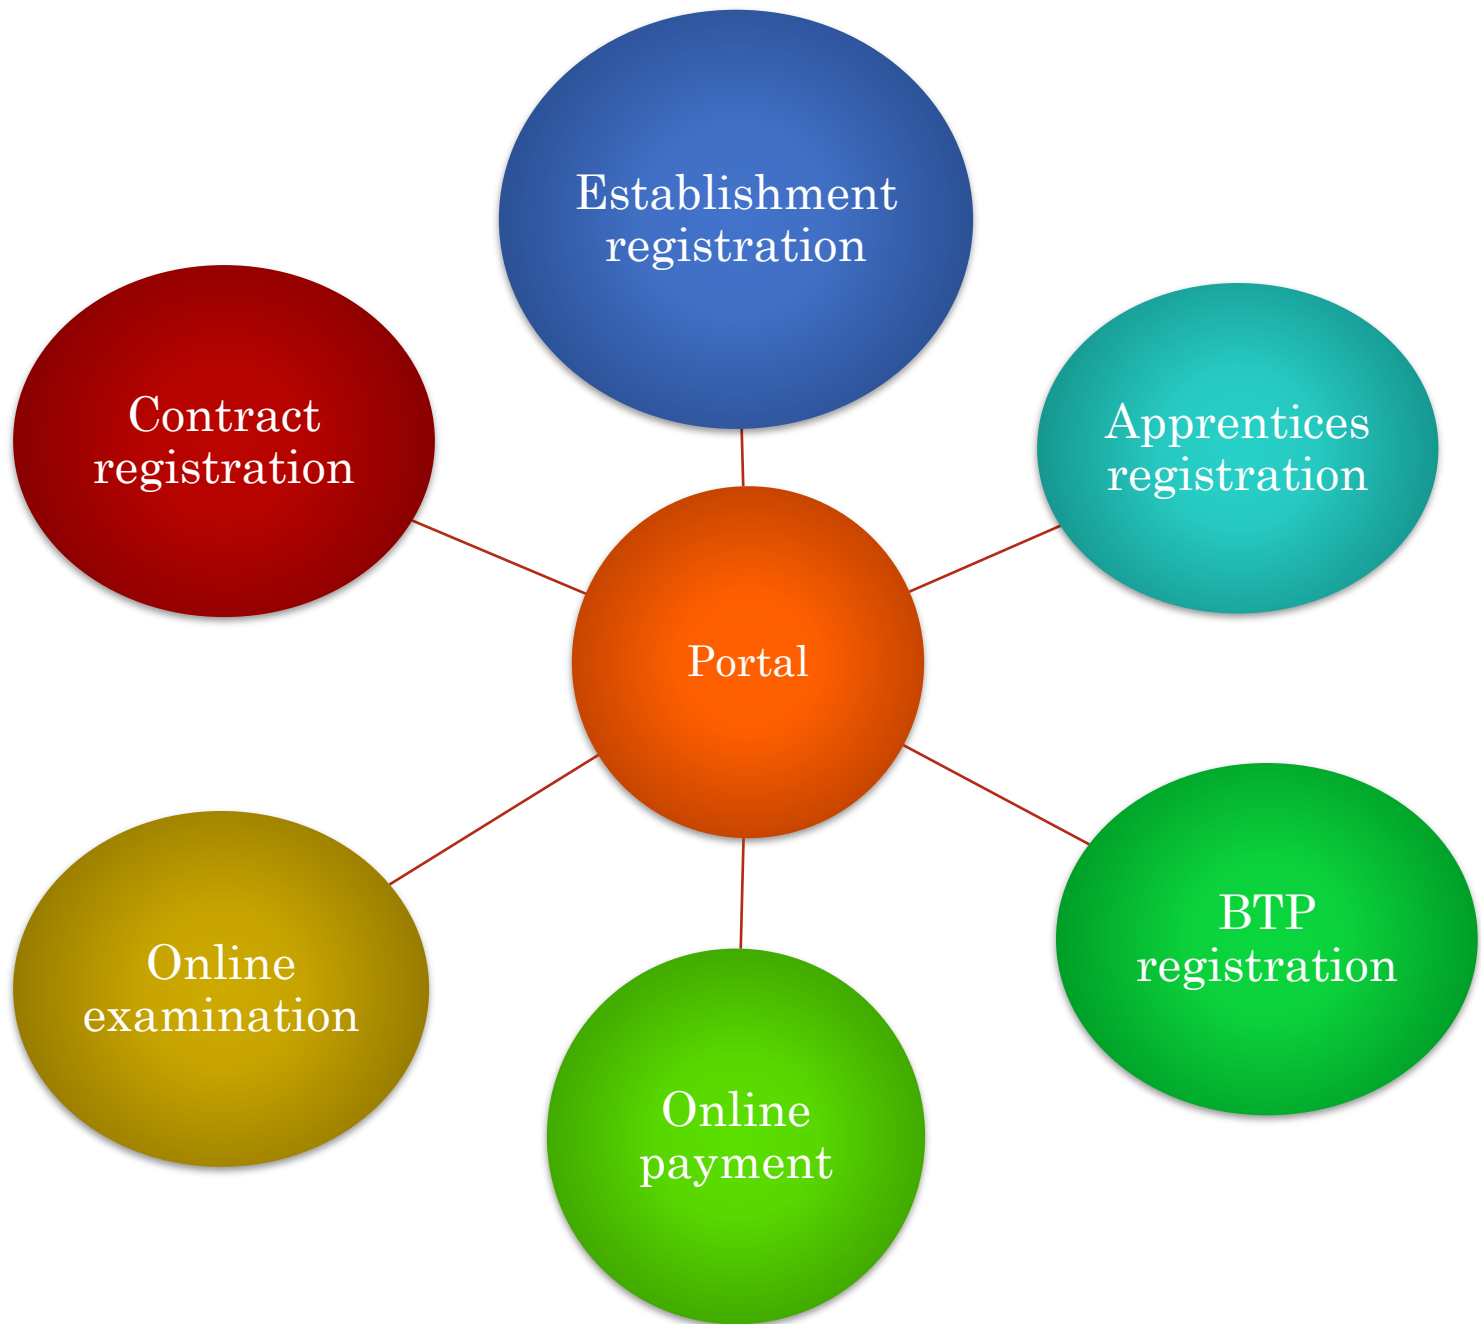 Establishment
registration
Contract
registration
Apprentices
registration
Portal
BTP
registration
Online
examination
Online
payment